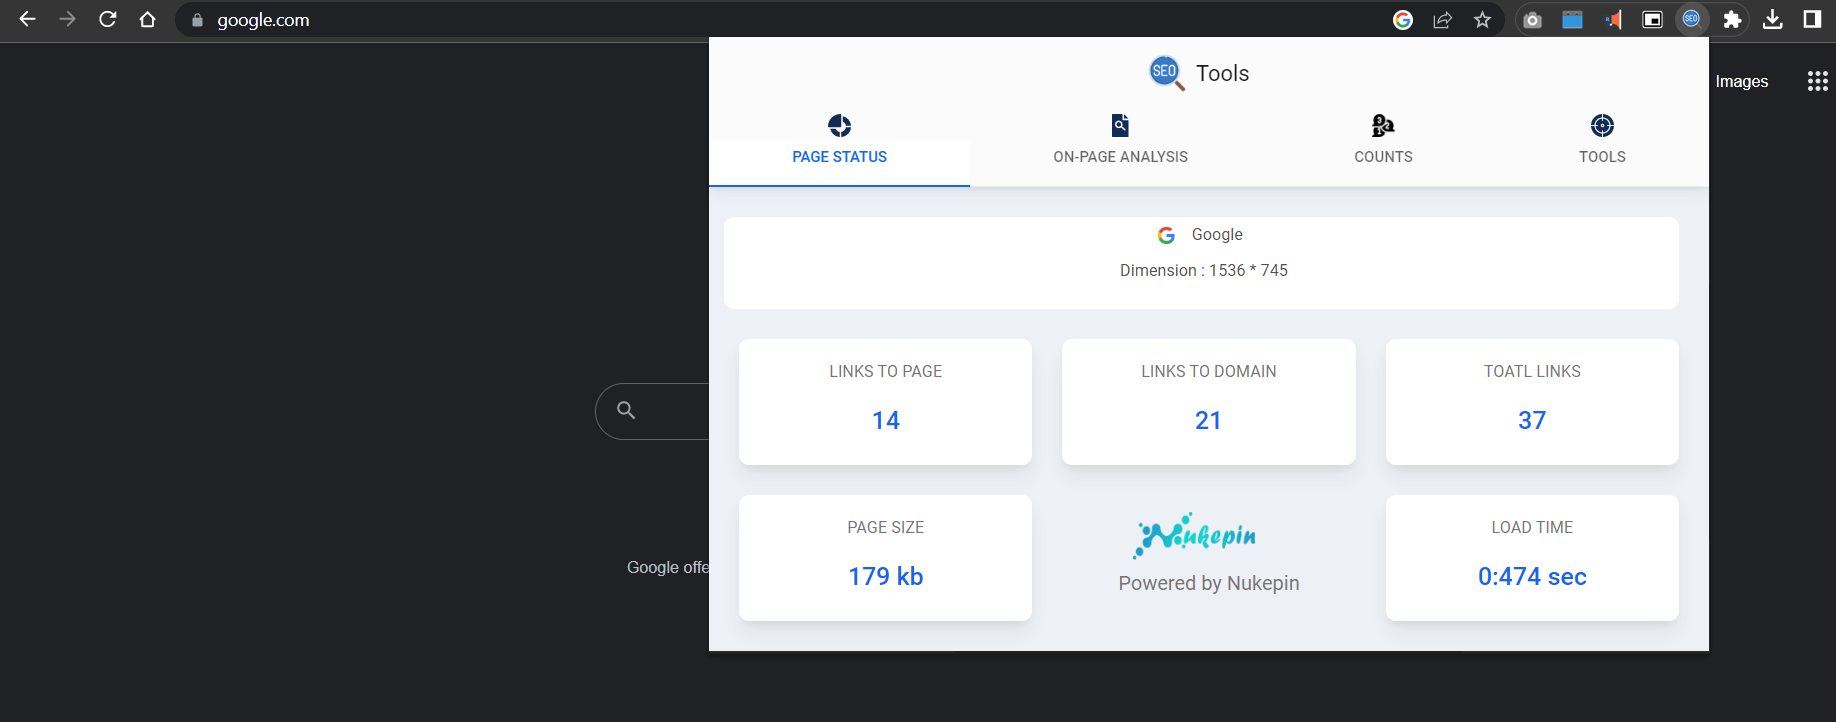 google.com
SEO Tools
Images
PAGE STATUS
ON-PAGE ANALYSIS
COUNTS
TOOLS
Google
Dimension : 1536 * 745
LINKS TO PAGE
14
LINKS TO DOMAIN
21
TOATL LINKS
37
PAGE SIZE
179 kb
Nukepin
Powered by Nukepin
LOAD TIME
0:474 sec
Google offe